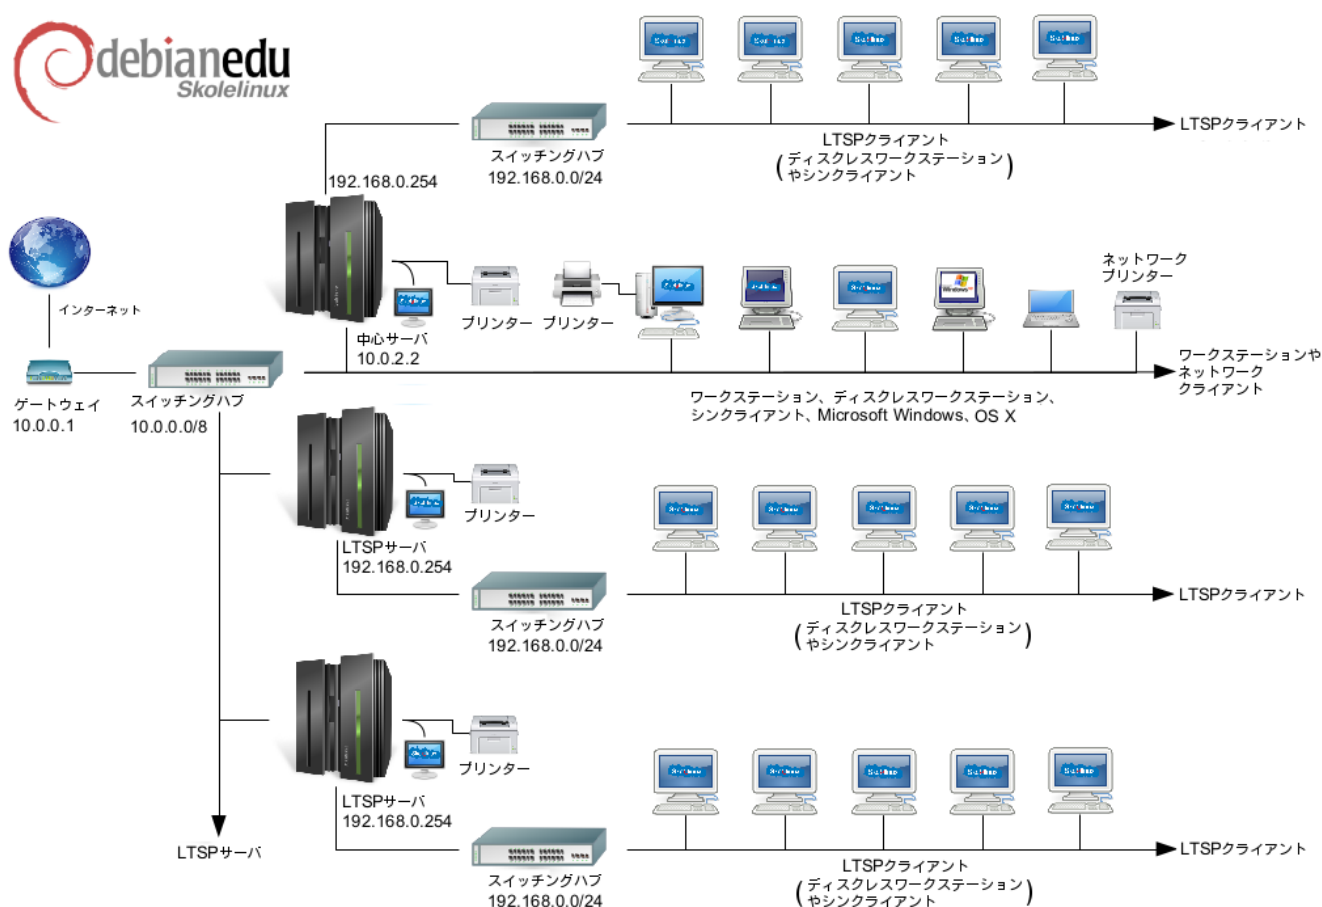 debianedu
Skolelinux
LTSPクライアント
スイッチングハブ
192.168.0.0/24
LTSPクライアント
(ディスクレスワークステーション
やシンクライアント)
192.168.0.254
インターネット
プリンター
プリンター
ネットワーク
プリンター
Windows
中心サーバ
10.0.2.2
ワークステーションや
ネットワーク
クライアント
ゲートウェイ
10.0.0.1
スイッチングハブ
10.0.0.0/8
ワークステーション、ディスクレスワークステーション、
シンクライアント、Microsoft Windows、OS X
プリンター
LTSPサーバ
192.168.0.254
スイッチングハブ
192.168.0.0/24
LTSPクライアント
(ディスクレスワークステーション
やシンクライアント)
LTSPクライアント
プリンター
LTSPサーバ
192.168.0.254
LTSPサーバ
スイッチングハブ
192.168.0.0/24
LTSPクライアント
(ディスクレスワークステーション
やシンクライアント)
LTSPクライアント